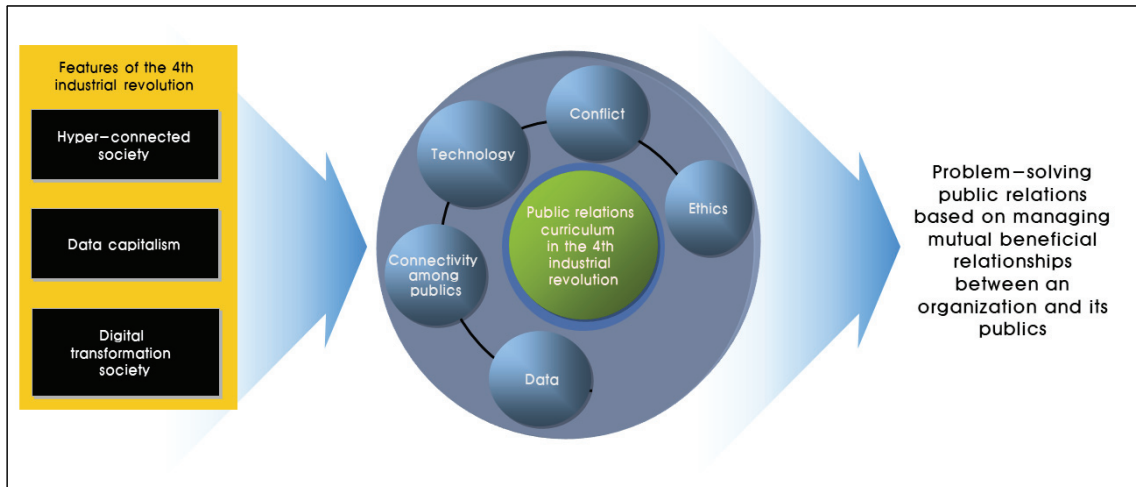 Features of the 4th
industrial revolution
Hyper-connected
society
Data capitalism
Digital
transformation
society
Conflict
Technology
Ethics
Connectivity
among
publics
Data
Public relations
curriculum
in the 4th
industrial
revolution
Problem-solving
public relations
based on managing
mutual beneficial
relationships
between an
organization and its
publics